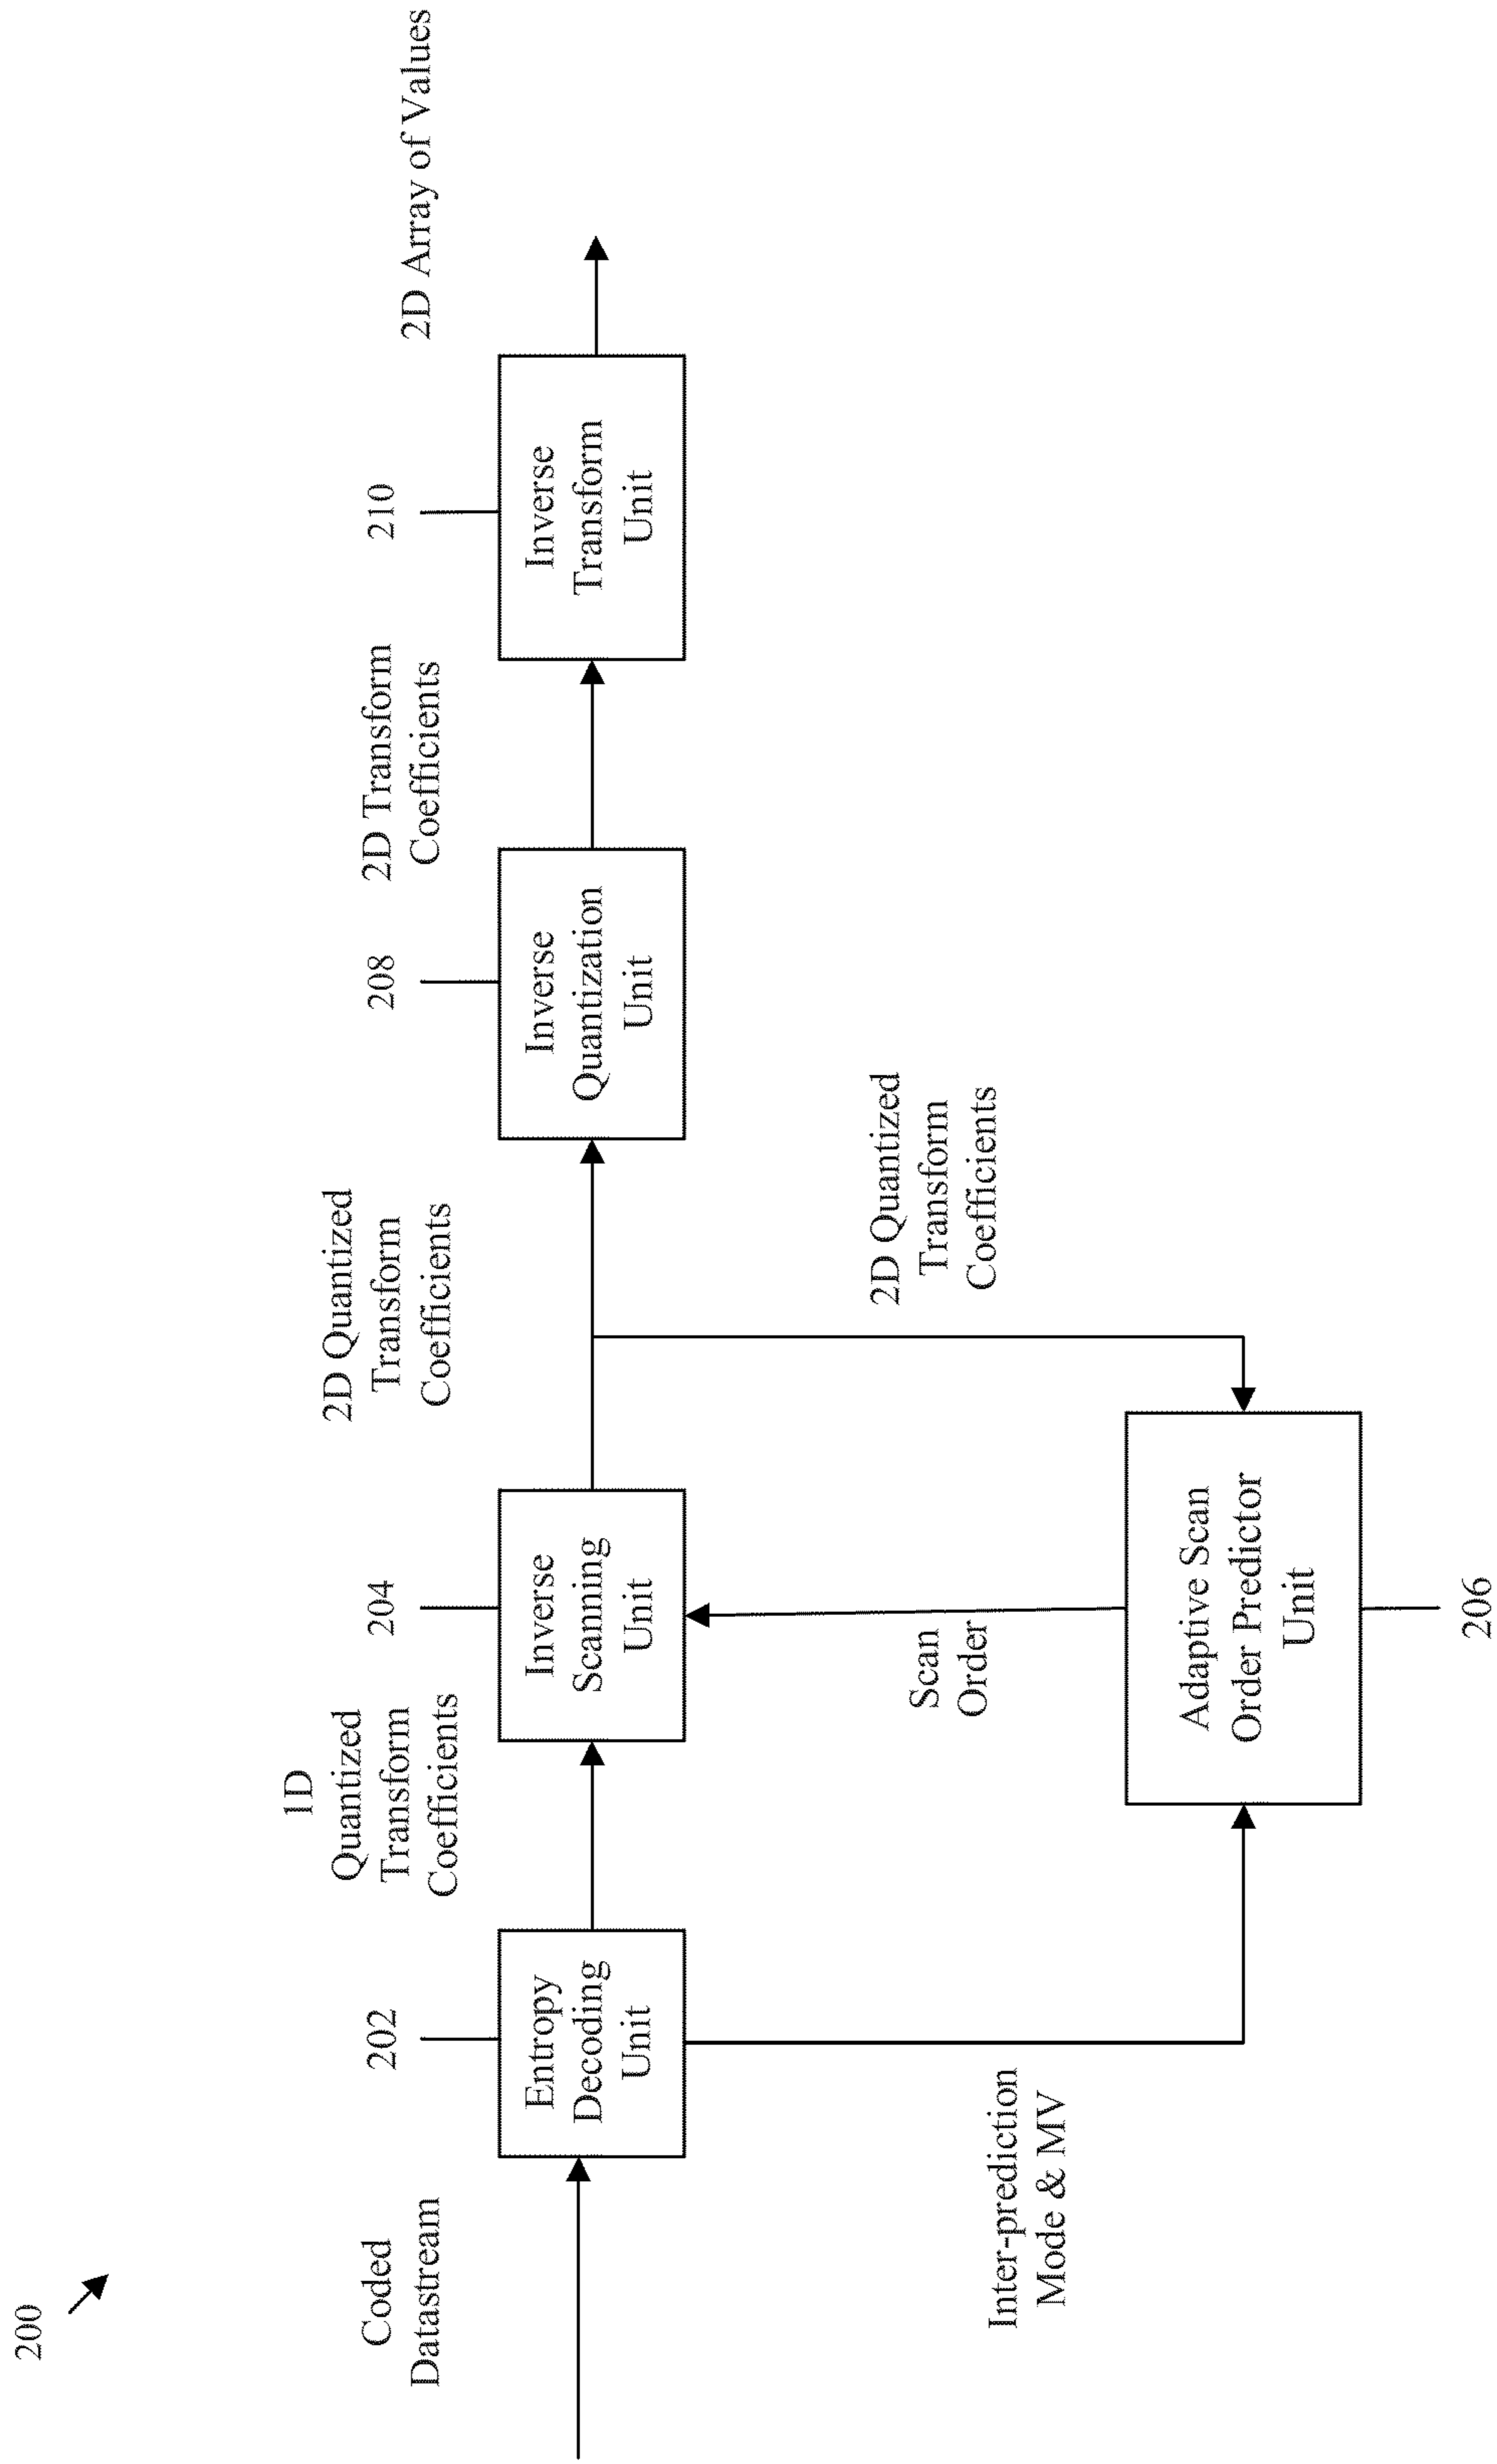 200
Coded
Datastream
202
Entropy
Decoding
Unit
Inter-prediction
Mode & MV
1D
Quantized
Transform
Coefficients
204
Inverse
Scanning
Unit
Scan
Order
Adaptive Scan
Order Predictor
Unit
206
2D Quantized
Transform
Coefficients
2D Quantized
Transform
Coefficients
208
Inverse
Quantization
Unit
2D Transform
Coefficients
210
Inverse
Transform
Unit
2D Array of Values